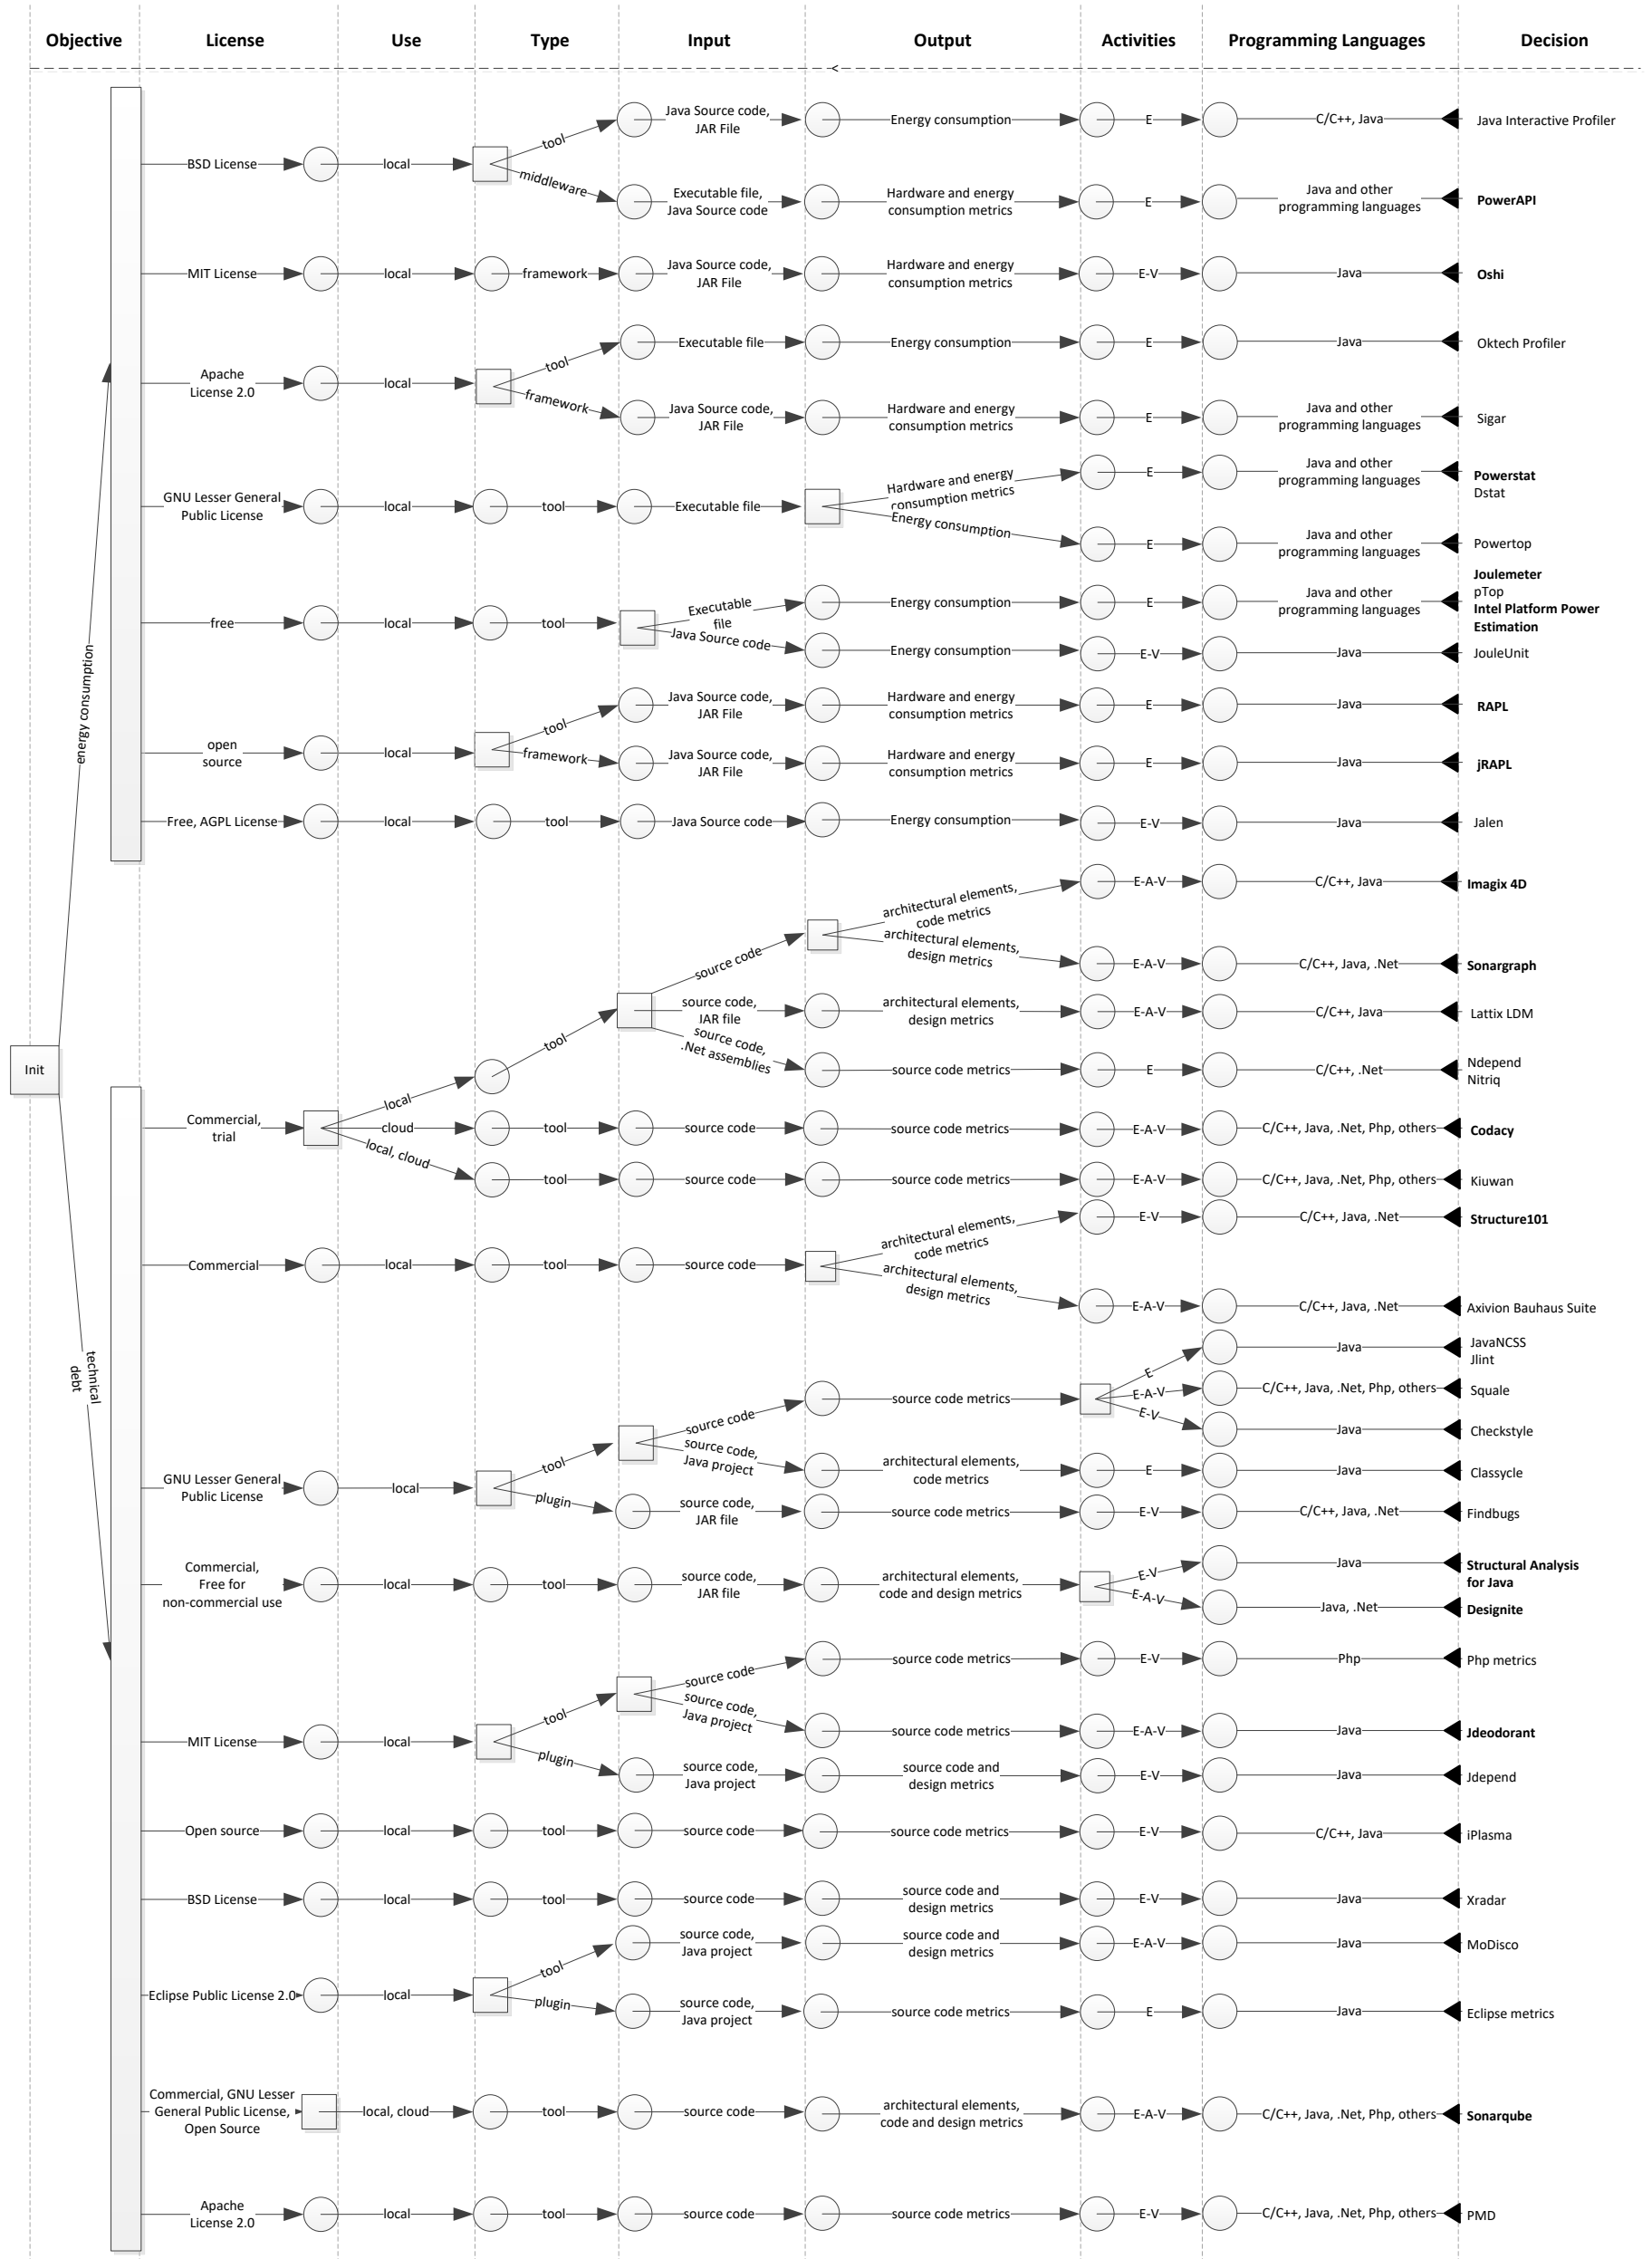 Objective
License
Use
Type
Input
Output
Activities
Programming Languages
Decision
Init
energy consumption
technical
debt
BSD License
local
tool
Java Source code,
JAR File
Energy consumption
E
C/C++, Java
Java Interactive Profiler
middleware
Executable file,
Java Source code
Hardware and energy
consumption metrics
E
Java and other
programming languages
PowerAPI
MIT License
local
framework
Java Source code,
JAR File
Hardware and energy
consumption metrics
E-V
Java
Oshi
Apache
License 2.0
local
tool
Executable file
Energy consumption
E
Java
Oktech Profiler
framework
Java Source code,
JAR File
Hardware and energy
consumption metrics
E
Java and other
programming languages
Sigar
GNU Lesser General
Public License
local
tool
Executable file
Hardware and energy
consumption metrics
E
Java and other
programming languages
Powerstat
Dstat
Energy consumption
E
Java and other
programming languages
Powertop
free
local
tool
Executable
file
Energy consumption
E
Java and other
programming languages
Joulemeter
pTop
Intel Platform Power
Estimation
Java Source code
Energy consumption
E-V
Java
JouleUnit
open
source
local
tool
Java Source code,
JAR File
Hardware and energy
consumption metrics
E
Java
RAPL
framework
Java Source code,
JAR File
Hardware and energy
consumption metrics
E
Java
jRAPL
Free, AGPL License
local
tool
Java Source code
Energy consumption
E-V
Java
Jalen
Commercial,
trial
local
tool
source code
architectural elements,
code metrics
E-A-V
C/C++, Java
Imagix 4D
architectural elements,
design metrics
E-A-V
C/C++, Java, .Net
Sonargraph
source code,
JAR file
architectural elements,
design metrics
E-A-V
C/C++, Java
Lattix LDM
source code,
.Net assemblies
source code metrics
E
C/C++, .Net
Ndepend
Nitriq
cloud
tool
source code
source code metrics
E-A-V
C/C++, Java, .Net, Php, others
Codacy
local, cloud
tool
source code
source code metrics
E-A-V
C/C++, Java, .Net, Php, others
Kiuwan
Commercial
local
tool
source code
architectural elements,
code metrics
E-V
C/C++, Java, .Net
Structure101
architectural elements,
design metrics
E-A-V
C/C++, Java, .Net
Axivion Bauhaus Suite
GNU Lesser General
Public License
local
tool
source code
source code metrics
E
Java
JavaNCSS
Jlint
E-A-V
C/C++, Java, .Net, Php, others
Squale
E-V
Java
Checkstyle
source code,
Java project
architectural elements,
code metrics
E
Java
Classycle
plugin
source code,
JAR file
source code metrics
E-V
C/C++, Java, .Net
Findbugs
Commercial,
Free for
non-commercial use
local
tool
source code,
JAR file
architectural elements,
code and design metrics
E-V
Java
Structural Analysis
for Java
E-A-V
Java, .Net
Designite
MIT License
local
tool
source code
source code metrics
E-V
Php
Php metrics
source code,
Java project
source code metrics
E-A-V
Java
Jdeodorant
plugin
source code,
Java project
source code and
design metrics
E-V
Java
Jdepend
Open source
local
tool
source code
source code metrics
E-V
C/C++, Java
iPlasma
BSD License
local
tool
source code
source code and
design metrics
E-V
Java
Xradar
Eclipse Public License 2.0
local
tool
source code,
Java project
source code and
design metrics
E-A-V
Java
MoDisco
plugin
source code,
Java project
source code metrics
E
Java
Eclipse metrics
Commercial, GNU Lesser
General Public License,
Open Source
local, cloud
tool
source code
architectural elements,
code and design metrics
E-A-V
C/C++, Java, .Net, Php, others
Sonarqube
Apache
License 2.0
local
tool
source code
source code metrics
E-V
C/C++, Java, .Net, Php, others
PMD